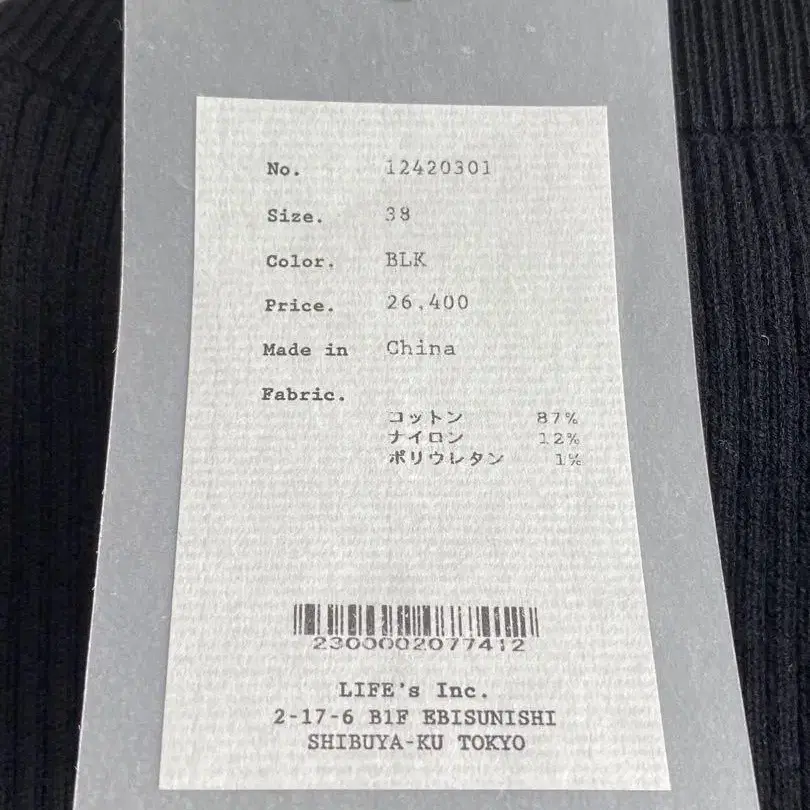 No. 12420301
Size. 38
Color. BLK
Price. 26,400
Made in China
Fabric.
コットン 87%
ナイロン 12%
ポリウレタン 1%
2300002077412
LIFE's Inc.
2-17-6 B1F EBISUNISHI
SHIBUYA-KU TOKYO